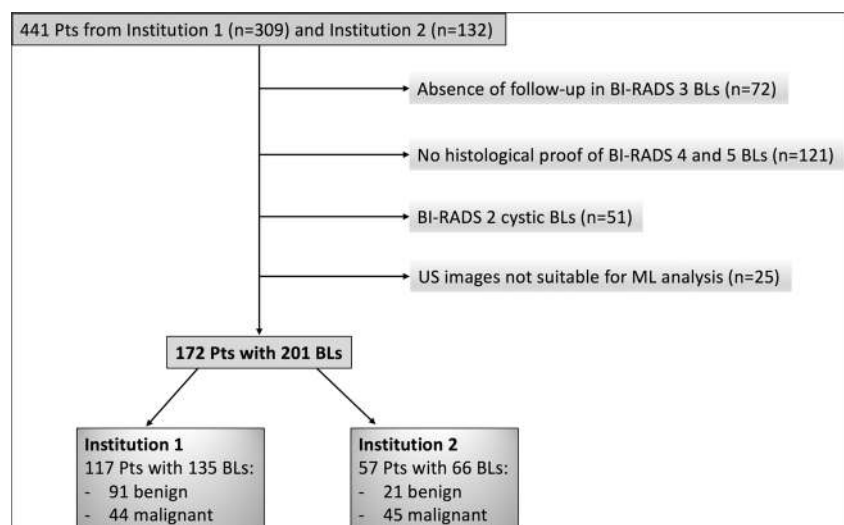 441 Pts from Institution 1 (n=309) and Institution 2 (n=132)
Absence of follow-up in BI-RADS 3 BLs (n=72)
No histological proof of BI-RADS 4 and 5 BLs (n=121)
BI-RADS 2 cystic BLs (n=51)
US images not suitable for ML analysis (n=25)
172 Pts with 201 BLs
Institution 1
117 Pts with 135 BLs:
- 91 benign
- 44 malignant
Institution 2
57 Pts with 66 BLs:
- 21 benign
- 45 malignant